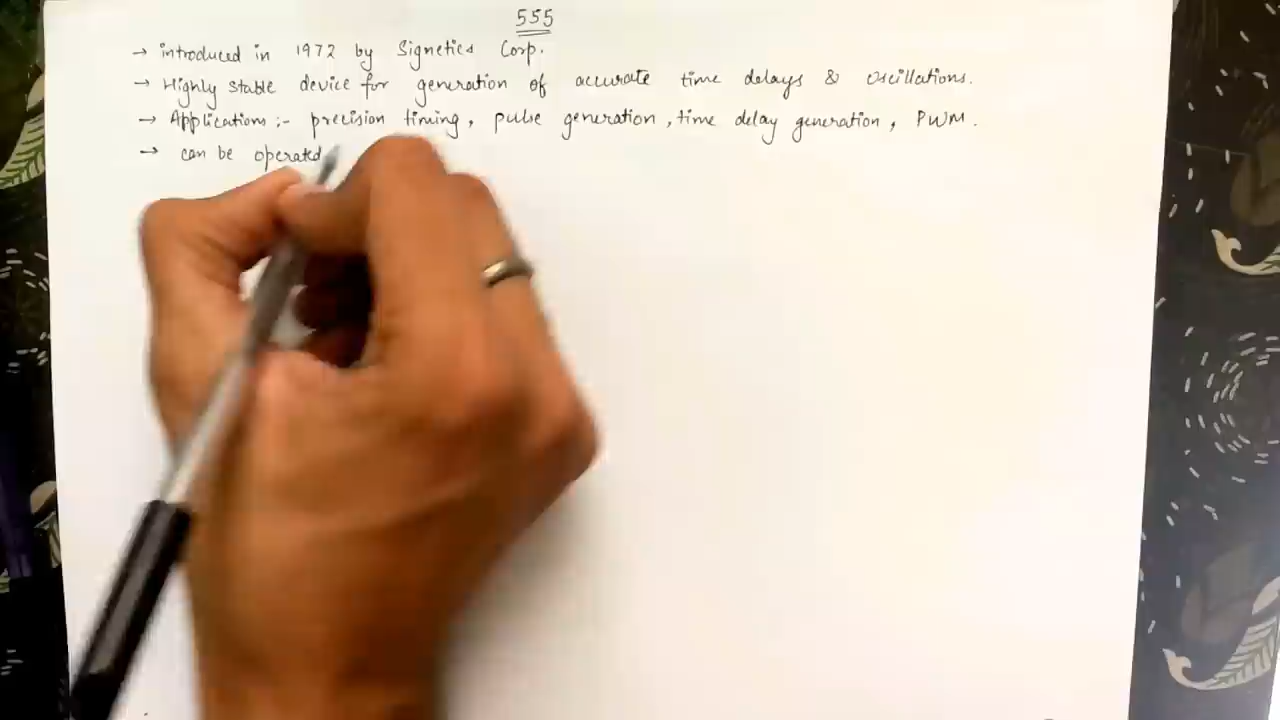 555
→ introduced in 1972 by Signetics Corp.
→ Highly stable device for generation of accurate time delays & oscillations.
→ Applications :- precision timing, pulse generation, time delay generation, PWM.
→ can be operated